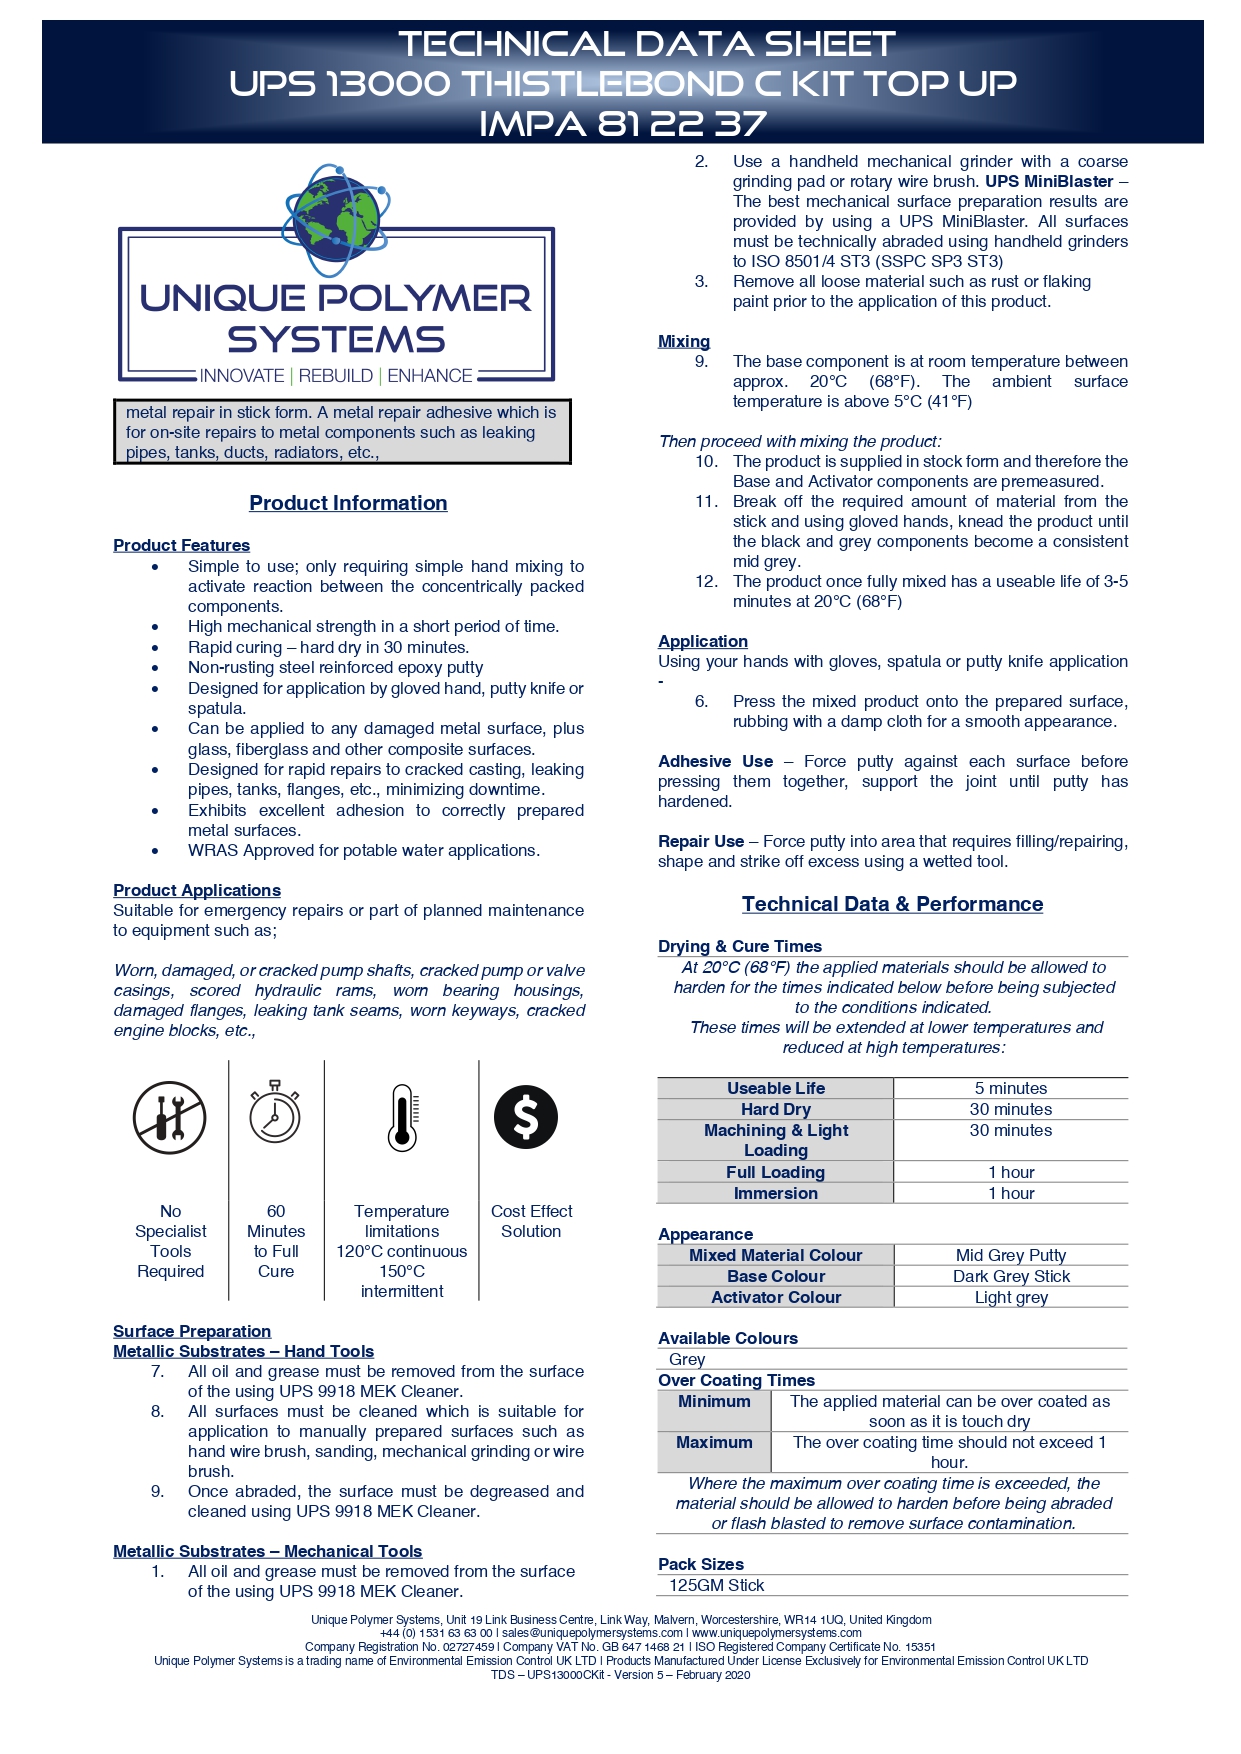 TECHNICAL DATA SHEET
UPS 13000 THISTLEBOND C KIT TOP UP
IMPA 81 22 37
UNIQUE POLYMER
SYSTEMS
INNOVATE | REBUILD | ENHANCE
metal repair in stick form. A metal repair adhesive which is
for on-site repairs to metal components such as leaking
pipes, tanks, ducts, radiators, etc.,
Product Information
Product Features
• Simple to use; only requiring simple hand mixing to
activate reaction between the concentrically packed
components.
• High mechanical strength in a short period of time.
• Rapid curing – hard dry in 30 minutes.
• Non-rusting steel reinforced epoxy putty
• Designed for application by gloved hand, putty knife or
spatula.
• Can be applied to any damaged metal surface, plus
glass, fiberglass and other composite surfaces.
• Designed for rapid repairs to cracked casting, leaking
pipes, tanks, flanges, etc., minimizing downtime.
• Exhibits excellent adhesion to correctly prepared
metal surfaces.
• WRAS Approved for potable water applications.
Product Applications
Suitable for emergency repairs or part of planned maintenance
to equipment such as;
Worn, damaged, or cracked pump shafts, cracked pump or valve
casings, scored hydraulic rams, worn bearing housings,
damaged flanges, leaking tank seams, worn keyways, cracked
engine blocks, etc.,
No
Specialist
Tools
Required
60
Minutes
to Full
Cure
Temperature
limitations
120°C continuous
150°C
intermittent
Cost Effect
Solution
Surface Preparation
Metallic Substrates – Hand Tools
7. All oil and grease must be removed from the surface
of the using UPS 9918 MEK Cleaner.
8. All surfaces must be cleaned which is suitable for
application to manually prepared surfaces such as
hand wire brush, sanding, mechanical grinding or wire
brush.
9. Once abraded, the surface must be degreased and
cleaned using UPS 9918 MEK Cleaner.
Metallic Substrates – Mechanical Tools
1. All oil and grease must be removed from the surface
of the using UPS 9918 MEK Cleaner.
2. Use a handheld mechanical grinder with a coarse
grinding pad or rotary wire brush. UPS MiniBlaster –
The best mechanical surface preparation results are
provided by using a UPS MiniBlaster. All surfaces
must be technically abraded using handheld grinders
to ISO 8501/4 ST3 (SSPC SP3 ST3)
3. Remove all loose material such as rust or flaking
paint prior to the application of this product.
Mixing
9. The base component is at room temperature between
approx. 20°C (68°F). The ambient surface
temperature is above 5°C (41°F)
Then proceed with mixing the product:
10. The product is supplied in stock form and therefore the
Base and Activator components are premeasured.
11. Break off the required amount of material from the
stick and using gloved hands, knead the product until
the black and grey components become a consistent
mid grey.
12. The product once fully mixed has a useable life of 3-5
minutes at 20°C (68°F)
Application
Using your hands with gloves, spatula or putty knife application
-
6. Press the mixed product onto the prepared surface,
rubbing with a damp cloth for a smooth appearance.
Adhesive Use – Force putty against each surface before
pressing them together, support the joint until putty has
hardened.
Repair Use – Force putty into area that requires filling/repairing,
shape and strike off excess using a wetted tool.
Technical Data & Performance
Drying & Cure Times
At 20°C (68°F) the applied materials should be allowed to
harden for the times indicated below before being subjected
to the conditions indicated.
These times will be extended at lower temperatures and
reduced at high temperatures:
Useable Life 5 minutes
Hard Dry 30 minutes
Machining & Light 30 minutes
Loading
Full Loading 1 hour
Immersion 1 hour
Appearance
Mixed Material Colour Mid Grey Putty
Base Colour Dark Grey Stick
Activator Colour Light grey
Available Colours
Grey
Over Coating Times
Minimum The applied material can be over coated as
soon as it is touch dry
Maximum The over coating time should not exceed 1
hour.
Where the maximum over coating time is exceeded, the
material should be allowed to harden before being abraded
or flash blasted to remove surface contamination.
Pack Sizes
125GM Stick
Unique Polymer Systems, Unit 19 Link Business Centre, Link Way, Malvern, Worcestershire, WR14 1UQ, United Kingdom
+44 (0) 1531 63 63 00 | sales@uniquepolymersystems.com | www.uniquepolymersystems.com
Company Registration No. 02727459 | Company VAT No. GB 647 1468 21 | ISO Registered Company Certificate No. 15351
Unique Polymer Systems is a trading name of Environmental Emission Control UK LTD | Products Manufactured Under License Exclusively for Environmental Emission Control UK LTD
TDS – UPS13000CKit - Version 5 – February 2020